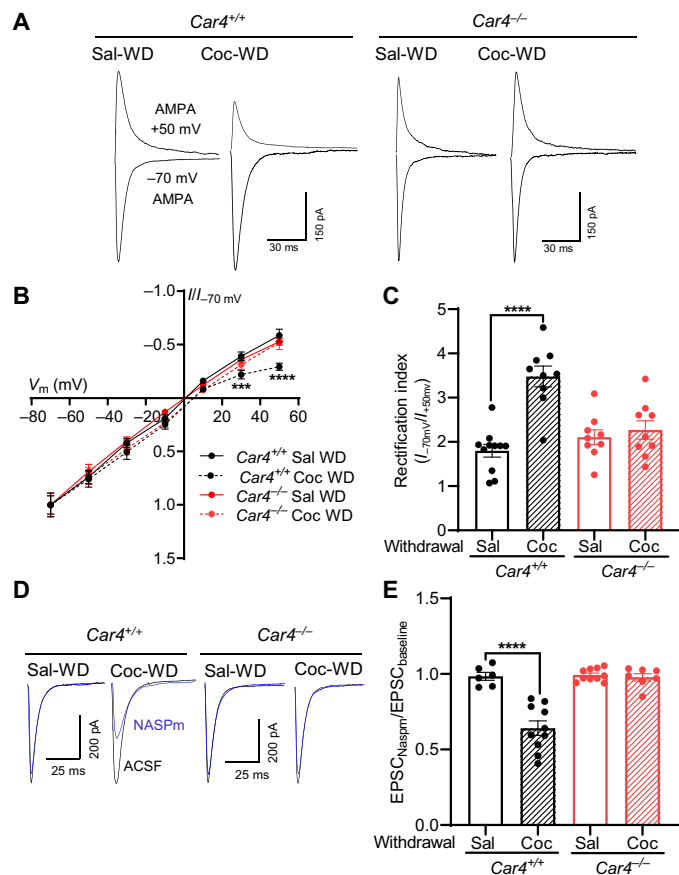 A
Car4+/+
Car4–/–
Sal-WD
Coc-WD
Sal-WD
Coc-WD
AMPA
+50 mV
–70 mV
AMPA
150 pA
30 ms
150 pA
30 ms
B
–1.0
I/I–70 mV
–0.5
Vm (mV)
–80
–60
–40
–20
20
40
60
***
****
0.5
1.0
1.5
Car4+/+ Sal WD
Car4+/+ Coc WD
Car4–/– Sal WD
Car4–/– Coc WD
C
Rectification index
(I–70mV/I+50mv)
5
4
3
2
1
0
****
Withdrawal
Sal
Coc
Sal
Coc
Car4+/+
Car4–/–
D
Car4+/+
Car4–/–
Sal-WD
Coc-WD
Sal-WD
Coc-WD
NASPm
ACSF
200 pA
25 ms
200 pA
25 ms
E
EPSCNaspm/EPSCbaseline
1.5
1.0
0.5
0.0
****
Withdrawal
Sal
Coc
Sal
Coc
Car4+/+
Car4–/–